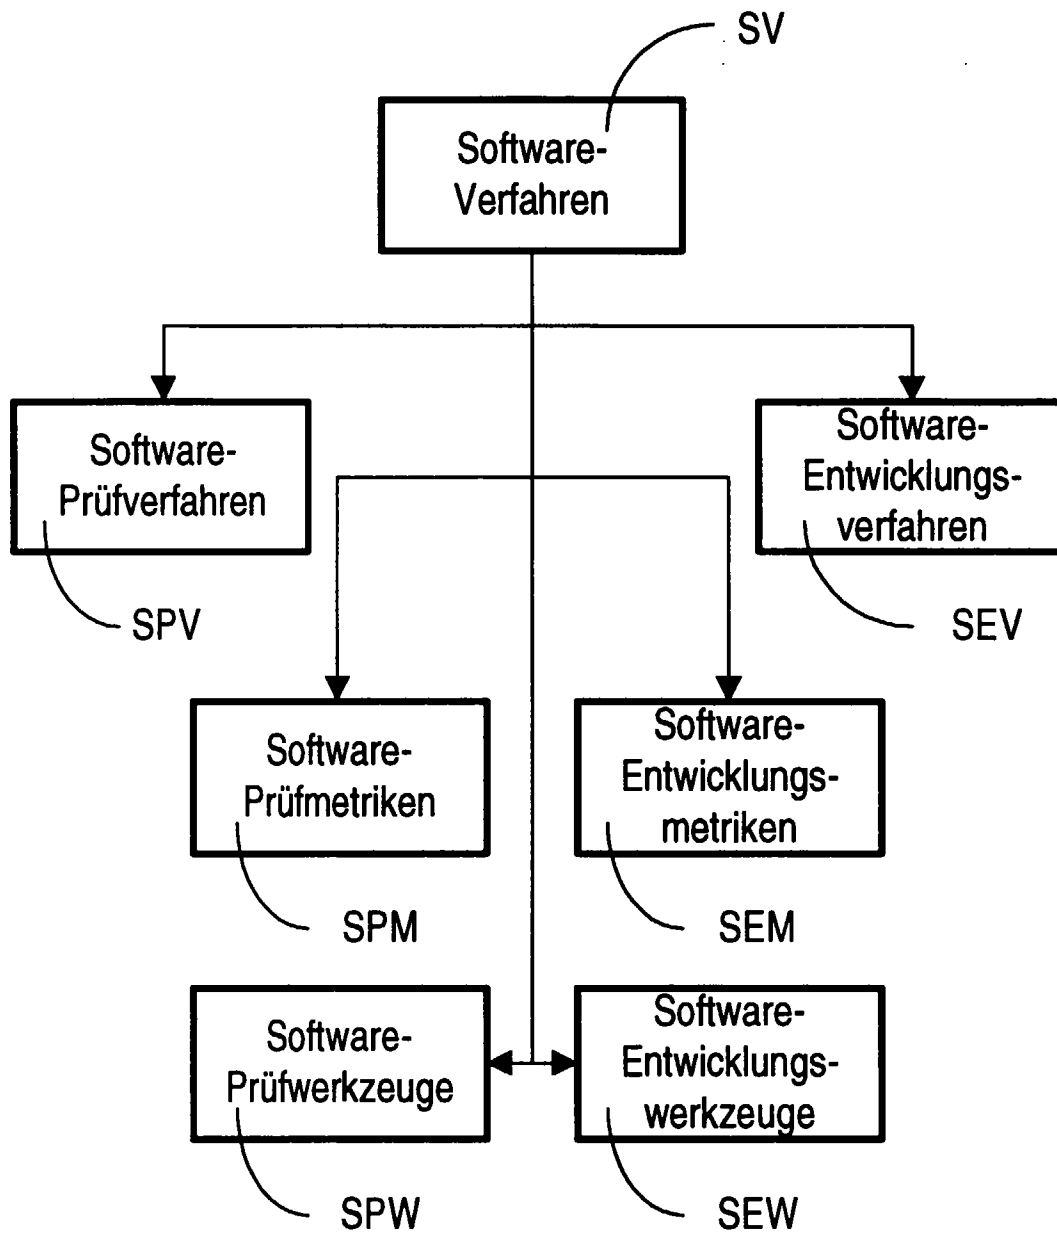 SV
Software-
Verfahren
Software-
Prüfverfahren
Software-
Entwicklungs-
verfahren
SPV
SEV
Software-
Prüfmetriken
Software-
Entwicklungs-
metriken
SPM
SEM
Software-
Prüfwerkzeuge
Software-
Entwicklungs-
werkzeuge
SPW
SEW